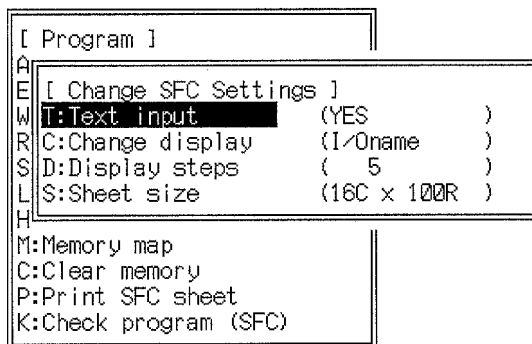 [ Program ]
A
E
W
R
S
L
H
[ Change SFC Settings ]
T:Text input (YES )
C:Change display (I/Oname )
D:Display steps ( 5 )
S:Sheet size (16C x 100R )
M:Memory map
C:Clear memory
P:Print SFC sheet
K:Check program (SFC)